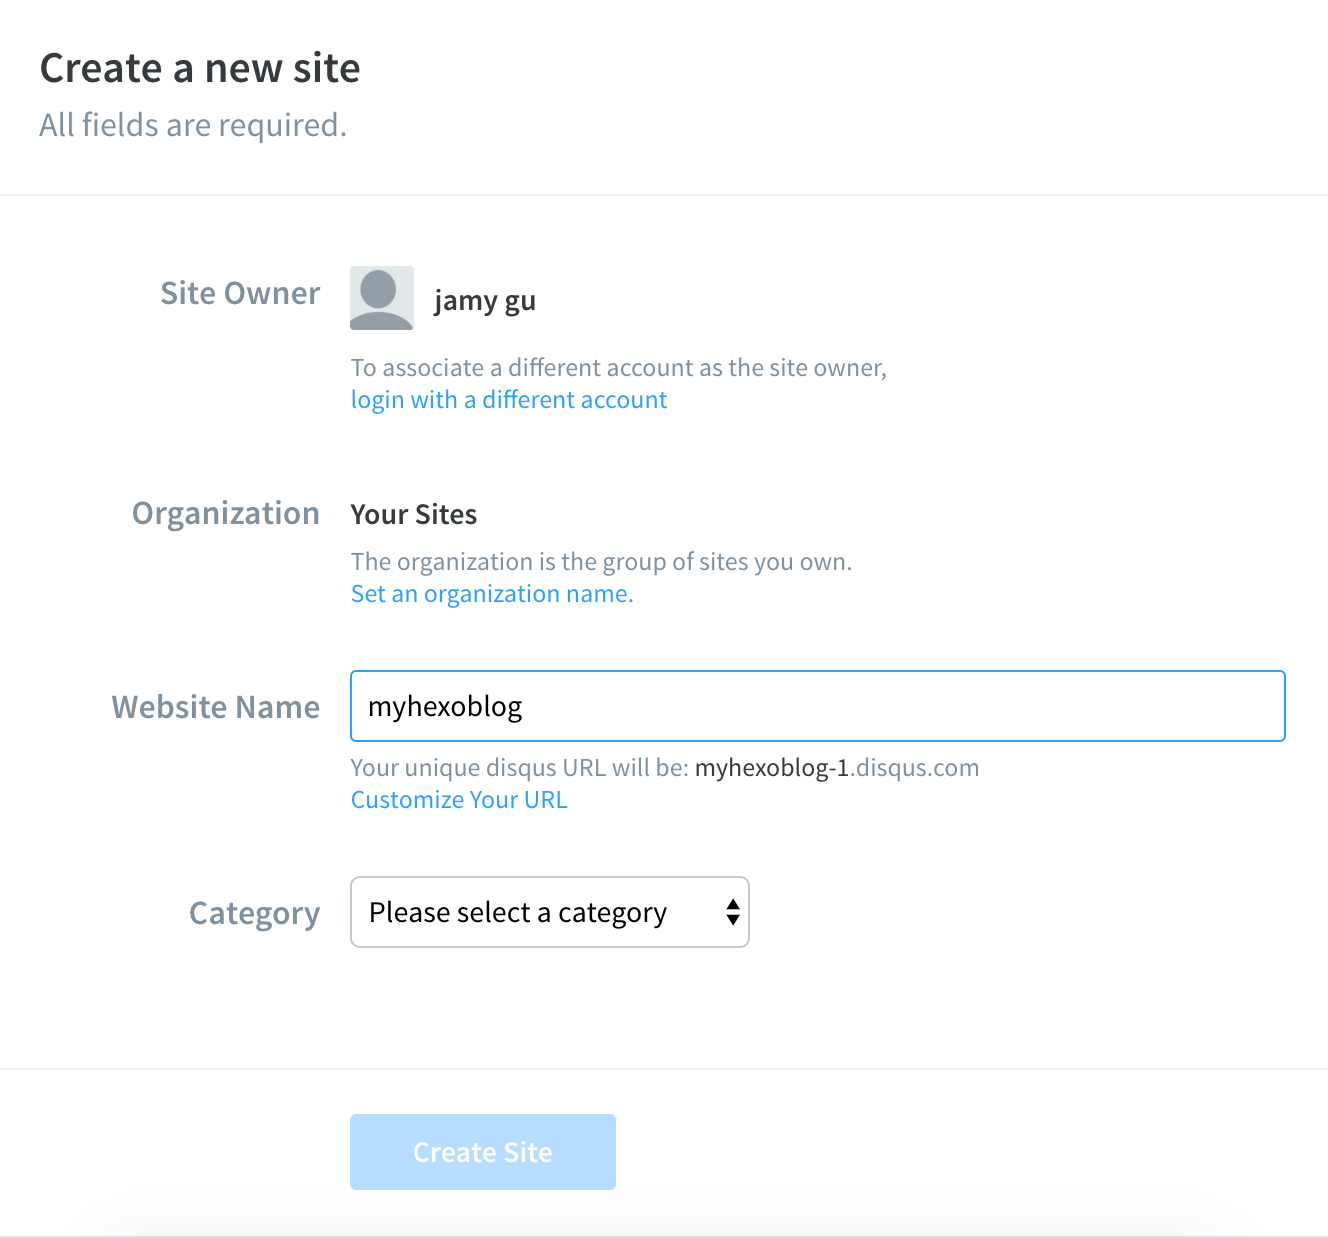 Create a new site
All fields are required.
Site Owner
jamy gu
To associate a different account as the site owner,
login with a different account
Organization
Your Sites
The organization is the group of sites you own.
Set an organization name.
Website Name
myhexoblog
Your unique disqus URL will be: myhexoblog-1.disqus.com
Customize Your URL
Category
Please select a category
Create Site